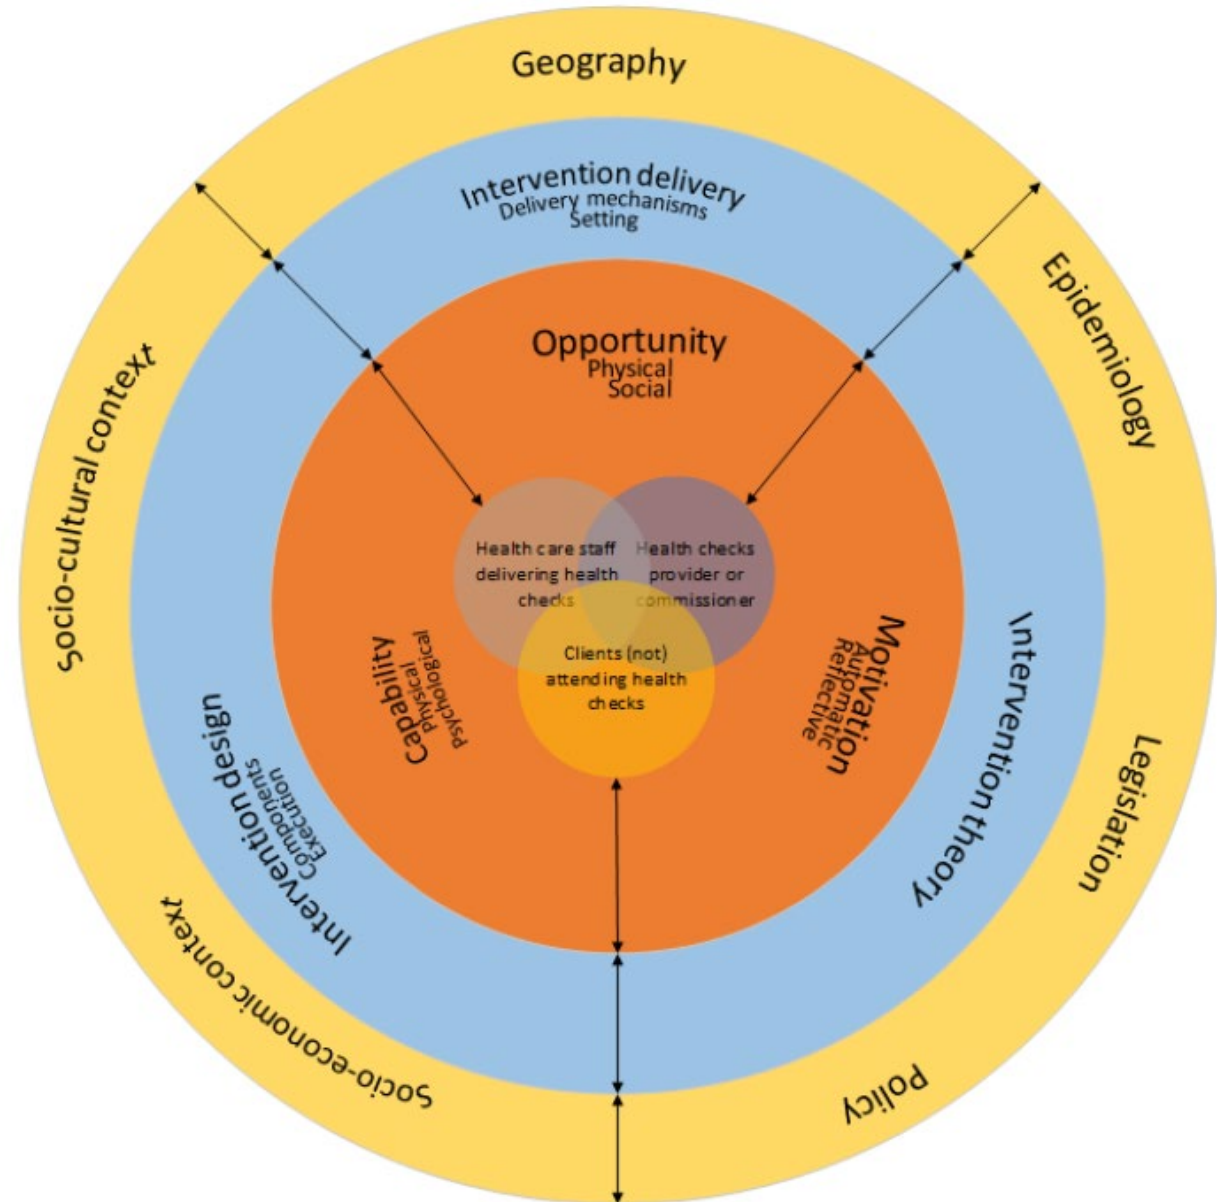 Geography
Intervention delivery
Delivery mechanisms
Setting
Epidemiology
Opportunity
Physical
Social
Socio-cultural context
Health care staff
delivering health
checks
Health checks
provider or
commissioner
Clients (not)
attending health
checks
Capability
Physical
Psychological
Motivation
Automatic
Reflective
Intervention theory
Intervention design
Components
Execution
Legislation
Socio-economic context
Policy